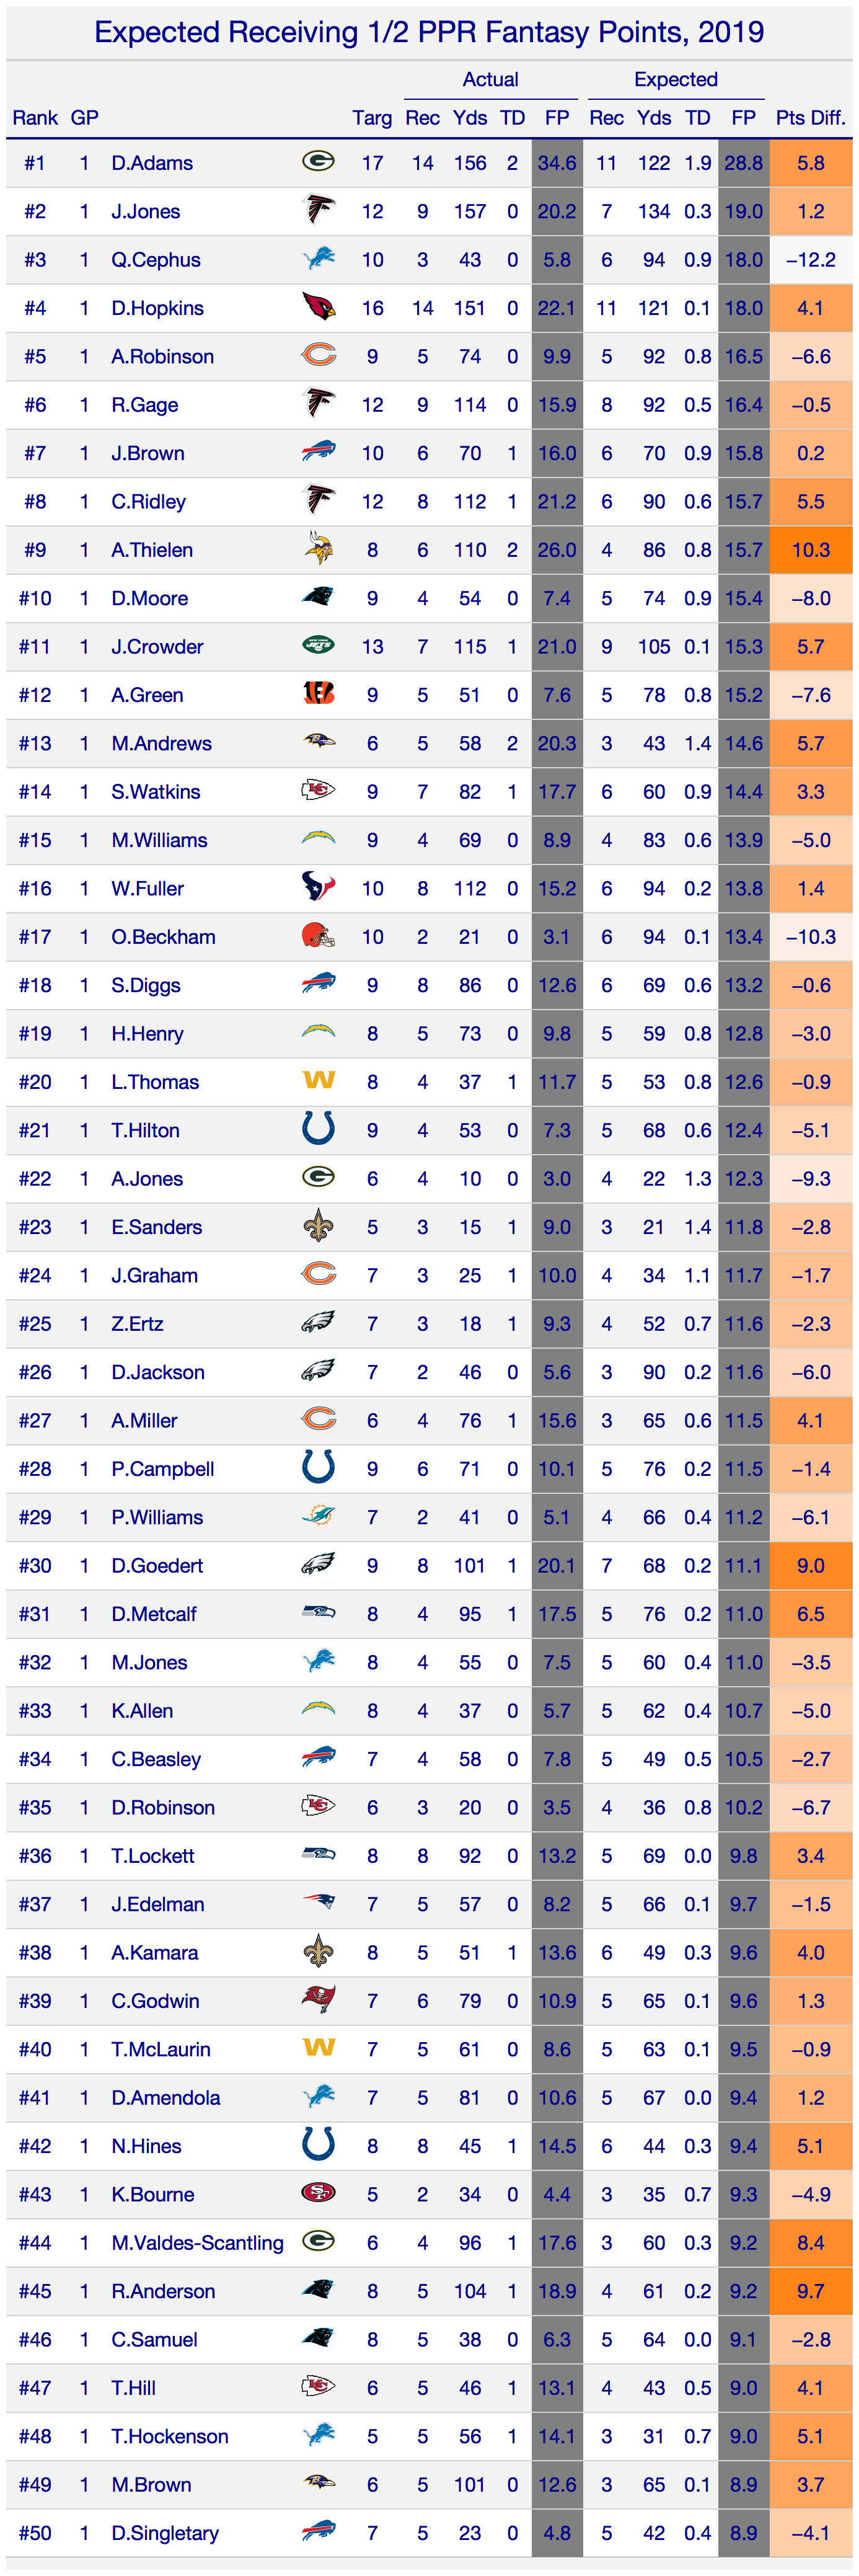 Expected Receiving 1/2 PPR Fantasy Points, 2019
Actual Expected
Rank GP Targ Rec Yds TD FP Rec Yds TD FP Pts Diff.
#1 1 D.Adams G 17 14 156 2 34.6 11 122 1.9 28.8 5.8
#2 1 J.Jones 12 9 157 0 20.2 7 134 0.3 19.0 1.2
#3 1 Q.Cephus 10 3 43 0 5.8 6 94 0.9 18.0 −12.2
#4 1 D.Hopkins 16 14 151 0 22.1 11 121 0.1 18.0 4.1
#5 1 A.Robinson C 9 5 74 0 9.9 5 92 0.8 16.5 −6.6
#6 1 R.Gage 12 9 114 0 15.9 8 92 0.5 16.4 −0.5
#7 1 J.Brown 10 6 70 1 16.0 6 70 0.9 15.8 0.2
#8 1 C.Ridley 12 8 112 1 21.2 6 90 0.6 15.7 5.5
#9 1 A.Thielen 8 6 110 2 26.0 4 86 0.8 15.7 10.3
#10 1 D.Moore 9 4 54 0 7.4 5 74 0.9 15.4 −8.0
#11 1 J.Crowder JETS 13 7 115 1 21.0 9 105 0.1 15.3 5.7
#12 1 A.Green B 9 5 51 0 7.6 5 78 0.8 15.2 −7.6
#13 1 M.Andrews 6 5 58 2 20.3 3 43 1.4 14.6 5.7
#14 1 S.Watkins KC 9 7 82 1 17.7 6 60 0.9 14.4 3.3
#15 1 M.Williams 9 4 69 0 8.9 4 83 0.6 13.9 −5.0
#16 1 W.Fuller 10 8 112 0 15.2 6 94 0.2 13.8 1.4
#17 1 O.Beckham 10 2 21 0 3.1 6 94 0.1 13.4 −10.3
#18 1 S.Diggs 9 8 86 0 12.6 6 69 0.6 13.2 −0.6
#19 1 H.Henry 8 5 73 0 9.8 5 59 0.8 12.8 −3.0
#20 1 L.Thomas W 8 4 37 1 11.7 5 53 0.8 12.6 −0.9
#21 1 T.Hilton 9 4 53 0 7.3 5 68 0.6 12.4 −5.1
#22 1 A.Jones G 6 4 10 0 3.0 4 22 1.3 12.3 −9.3
#23 1 E.Sanders 5 3 15 1 9.0 3 21 1.4 11.8 −2.8
#24 1 J.Graham C 7 3 25 1 10.0 4 34 1.1 11.7 −1.7
#25 1 Z.Ertz 7 3 18 1 9.3 4 52 0.7 11.6 −2.3
#26 1 D.Jackson 7 2 46 0 5.6 3 90 0.2 11.6 −6.0
#27 1 A.Miller C 6 4 76 1 15.6 3 65 0.6 11.5 4.1
#28 1 P.Campbell 9 6 71 0 10.1 5 76 0.2 11.5 −1.4
#29 1 P.Williams 7 2 41 0 5.1 4 66 0.4 11.2 −6.1
#30 1 D.Goedert 9 8 101 1 20.1 7 68 0.2 11.1 9.0
#31 1 D.Metcalf 8 4 95 1 17.5 5 76 0.2 11.0 6.5
#32 1 M.Jones 8 4 55 0 7.5 5 60 0.4 11.0 −3.5
#33 1 K.Allen 8 4 37 0 5.7 5 62 0.4 10.7 −5.0
#34 1 C.Beasley 7 4 58 0 7.8 5 49 0.5 10.5 −2.7
#35 1 D.Robinson KC 6 3 20 0 3.5 4 36 0.8 10.2 −6.7
#36 1 T.Lockett 8 8 92 0 13.2 5 69 0.0 9.8 3.4
#37 1 J.Edelman 7 5 57 0 8.2 5 66 0.1 9.7 −1.5
#38 1 A.Kamara 8 5 51 1 13.6 6 49 0.3 9.6 4.0
#39 1 C.Godwin 7 6 79 0 10.9 5 65 0.1 9.6 1.3
#40 1 T.McLaurin W 7 5 61 0 8.6 5 63 0.1 9.5 −0.9
#41 1 D.Amendola 7 5 81 0 10.6 5 67 0.0 9.4 1.2
#42 1 N.Hines 8 8 45 1 14.5 6 44 0.3 9.4 5.1
#43 1 K.Bourne SF 5 2 34 0 4.4 3 35 0.7 9.3 −4.9
#44 1 M.Valdes-Scantling G 6 4 96 1 17.6 3 60 0.3 9.2 8.4
#45 1 R.Anderson 8 5 104 1 18.9 4 61 0.2 9.2 9.7
#46 1 C.Samuel 8 5 38 0 6.3 5 64 0.0 9.1 −2.8
#47 1 T.Hill KC 6 5 46 1 13.1 4 43 0.5 9.0 4.1
#48 1 T.Hockenson 5 5 56 1 14.1 3 31 0.7 9.0 5.1
#49 1 M.Brown 6 5 101 0 12.6 3 65 0.1 8.9 3.7
#50 1 D.Singletary 7 5 23 0 4.8 5 42 0.4 8.9 −4.1